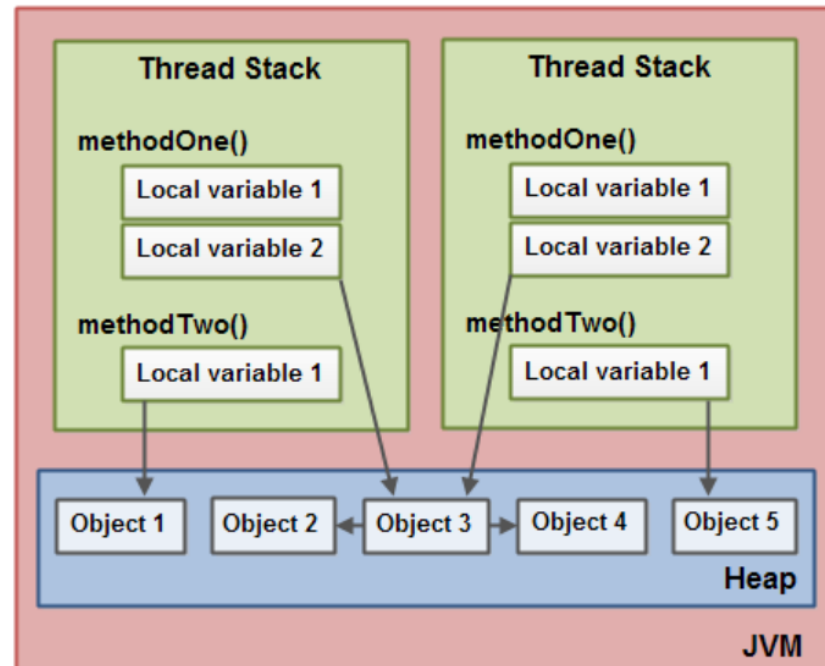 Thread Stack
methodOne()
Local variable 1
Local variable 2
methodTwo()
Local variable 1
Thread Stack
methodOne()
Local variable 1
Local variable 2
methodTwo()
Local variable 1
Object 1
Object 2
Object 3
Object 4
Object 5
Heap
JVM